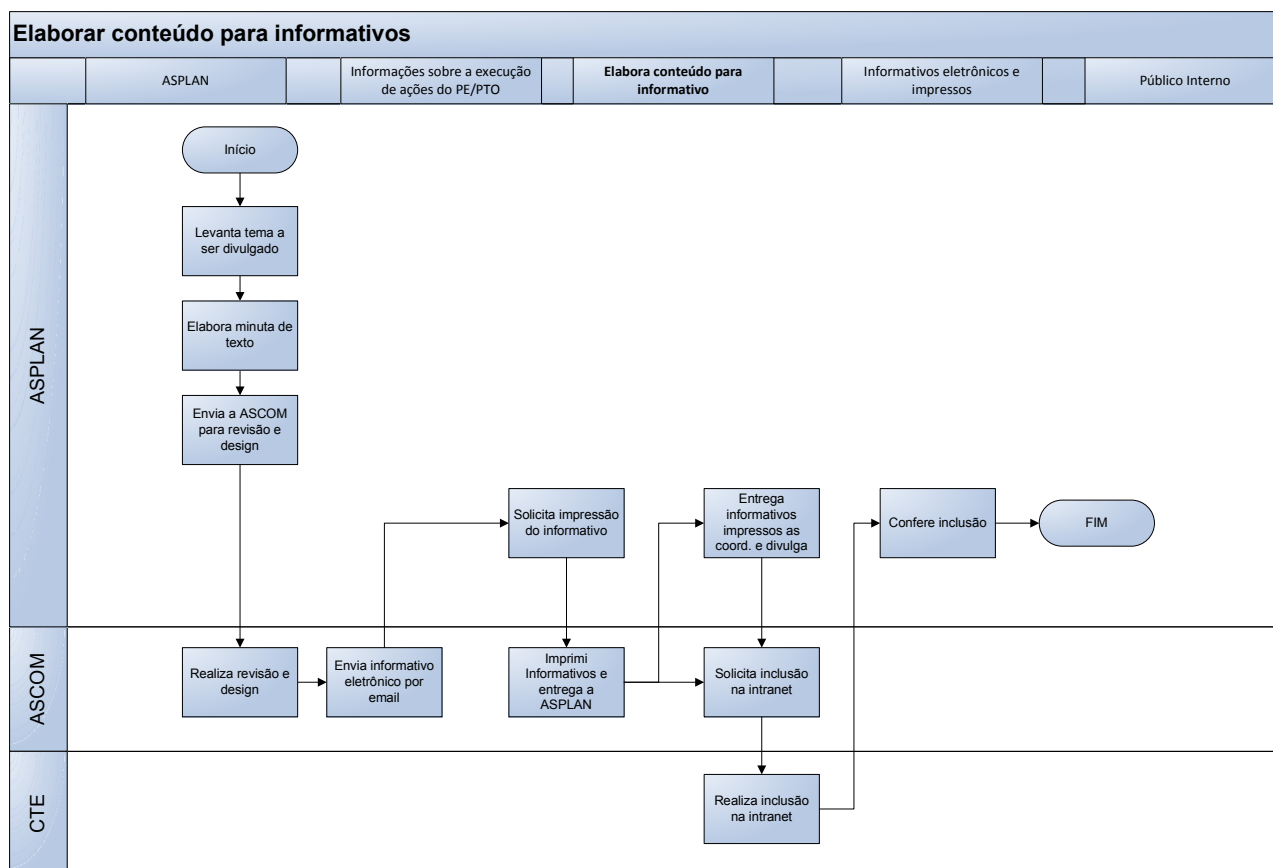 Elaborar conteúdo para informativos
ASPLAN
Informações sobre a execução
de ações do PE/PTO
Elabora conteúdo para
informativo
Informativos eletrônicos e
impressos
Público Interno
ASPLAN
Início
Levanta tema a
ser divulgado
Elabora minuta de
texto
Envia a ASCOM
para revisão e
design
Solicita impressão
do informativo
Entrega
informativos
impressos as
coord. e divulga
Confere inclusão
FIM
ASCOM
Realiza revisão e
design
Envia informativo
eletrônico por
email
Imprimi
Informativos e
entrega a
ASPLAN
Solicita inclusão
na intranet
CTE
Realiza inclusão
na intranet